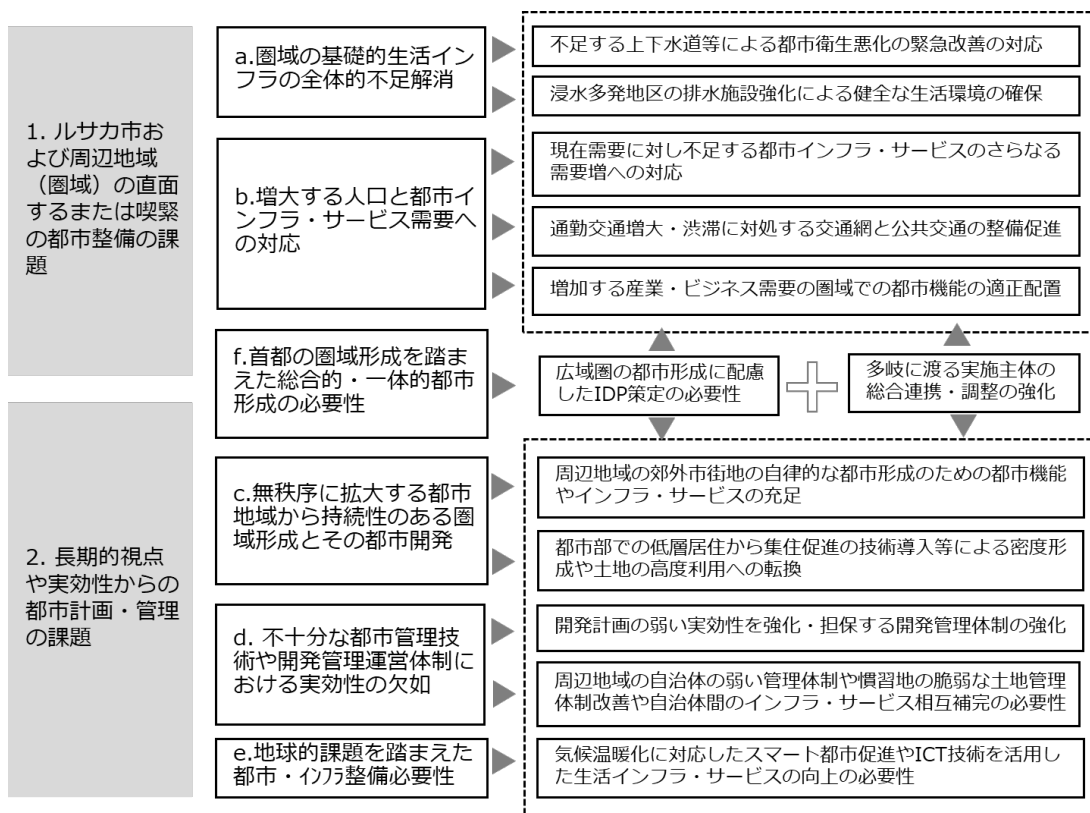 1. ルサカ市お
よび周辺地域
（圏域）の直面
するまたは喫緊
の都市整備の課
題
a.圏域の基礎的生活イン
フラの全体的不足解消
不足する上下水道等による都市衛生悪化の緊急改善の対応
浸水多発地区の排水施設強化による健全な生活環境の確保
b.増大する人口と都市イ
ンフラ・サービス需要へ
の対応
現在需要に対し不足する都市インフラ・サービスのさらなる
需要増への対応
通勤交通増大・渋滞に対処する交通網と公共交通の整備促進
増加する産業・ビジネス需要の圏域での都市機能の適正配置
f.首都の圏域形成を踏ま
えた総合的・一体的都市
形成の必要性
広域圏の都市形成に配慮
したIDP策定の必要性
多岐に渡る実施主体の
総合連携・調整の強化
2. 長期的視点
や実効性からの
都市計画・管理
の課題
c.無秩序に拡大する都市
地域から持続性のある圏
域形成とその都市開発
周辺地域の郊外市街地の自律的な都市形成のための都市機能
やインフラ・サービスの充足
都市部での低層居住から集住促進の技術導入等による密度形
成や土地の高度利用への転換
d. 不十分な都市管理技
術や開発管理運営体制に
おける実効性の欠如
開発計画の弱い実効性を強化・担保する開発管理体制の強化
周辺地域の自治体の弱い管理体制や慣習地の脆弱な土地管理
体制改善や自治体間のインフラ・サービス相互補完の必要性
e.地球的課題を踏まえた
都市・ｲﾝﾌﾗ整備必要性
気候温暖化に対応したスマート都市促進やICT技術を活用し
た生活インフラ・サービスの向上の必要性